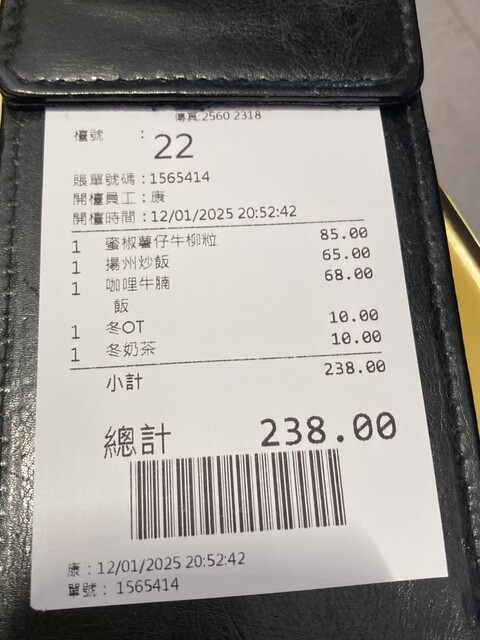 傳真:2560 2318
檯號 : 22
賬單號碼：1565414
開檯員工：康
開檯時間：12/01/2025 20:52:42
1 蜜椒薯仔牛柳粒 85.00
1 揚州炒飯 65.00
1 咖哩牛腩 68.00
飯
1 冬OT 10.00
1 冬奶茶 10.00
小計 238.00
總計 238.00
康：12/01/2025 20:52:42
單號： 1565414